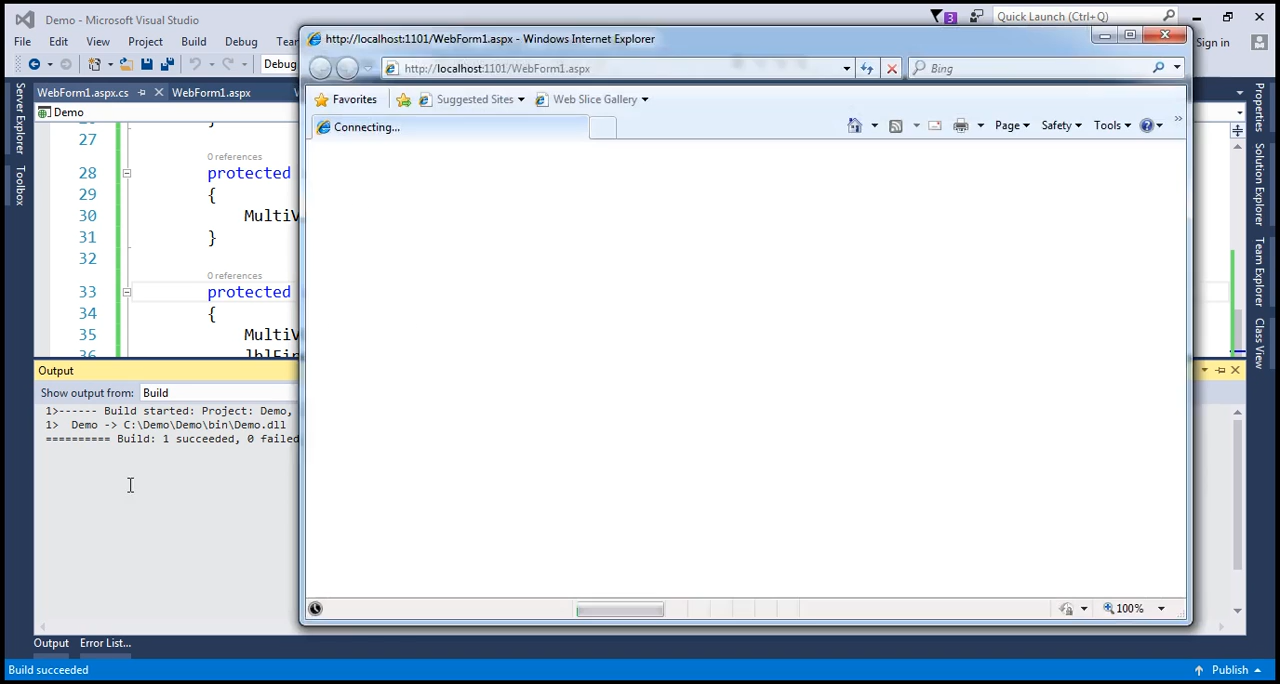 Demo - Microsoft Visual Studio
3
Quick Launch (Ctrl+Q)
File Edit View Project Build Debug
Sign in
Debug
http://localhost:1101/WebForm1.aspx - Windows Internet Explorer
http://localhost:1101/WebForm1.aspx
Bing
Favorites
Suggested Sites
Web Slice Gallery
Connecting...
Page Safety Tools
»
WebForm1.aspx.cs
WebForm1.aspx
Demo
Server Explorer
Toolbox
Properties
Solution Explorer
Team Explorer
Class View
27
0 references
28 protected
29 {
30 MultiV
31 }
32
0 references
33 protected
34 {
35 MultiV
Output
Show output from: Build
1>------ Build started: Project: Demo,
1> Demo -> C:\Demo\Demo\bin\Demo.dll
========== Build: 1 succeeded, 0 failed
100%
Output Error List...
Build succeeded
Publish